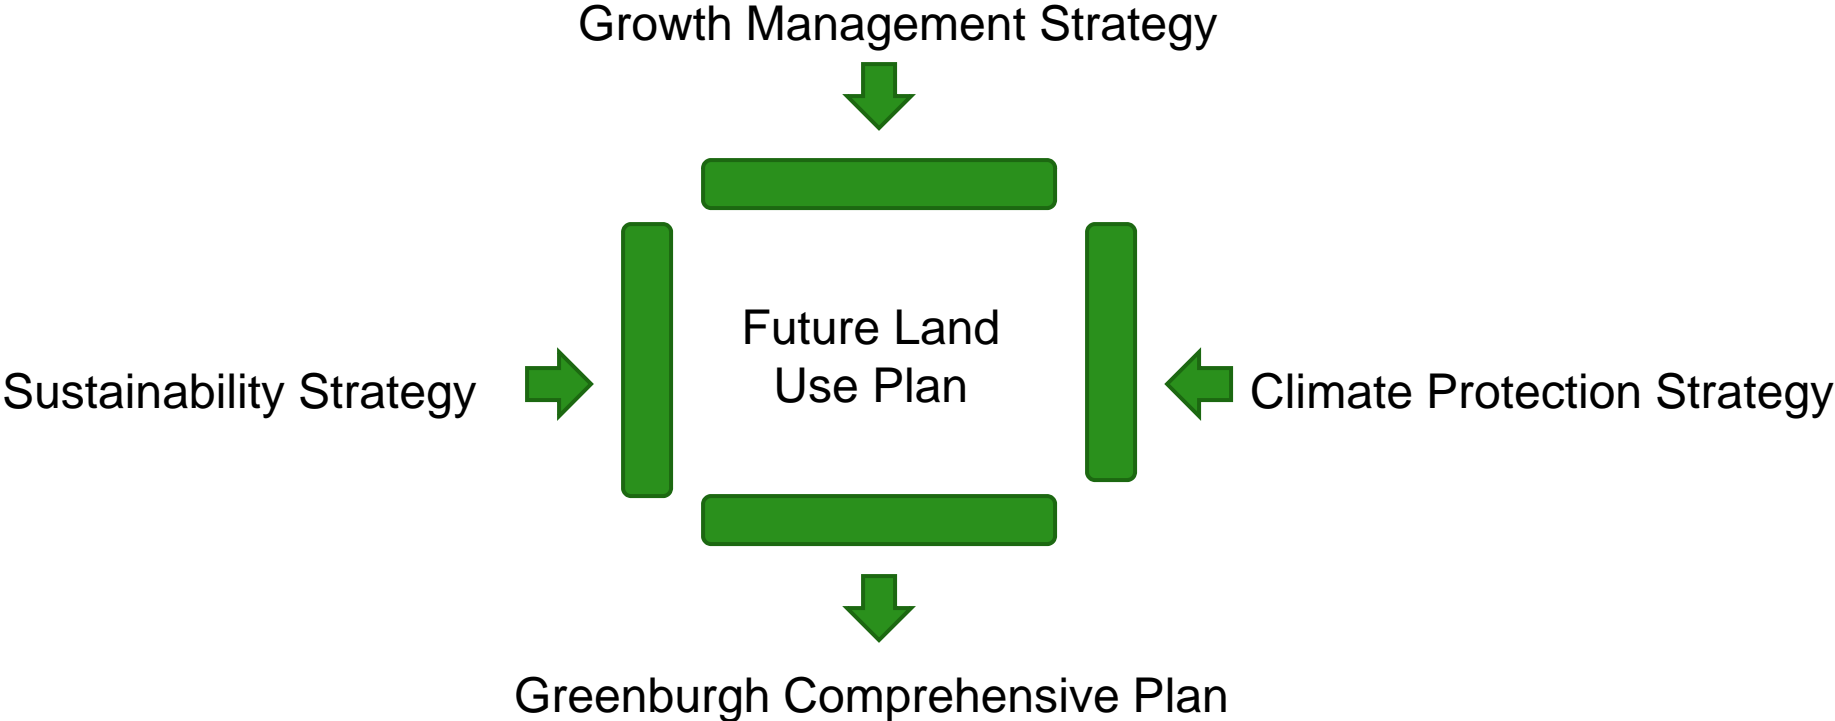 Growth Management Strategy
Future Land
Use Plan
Sustainability Strategy
Climate Protection Strategy
Greenburgh Comprehensive Plan